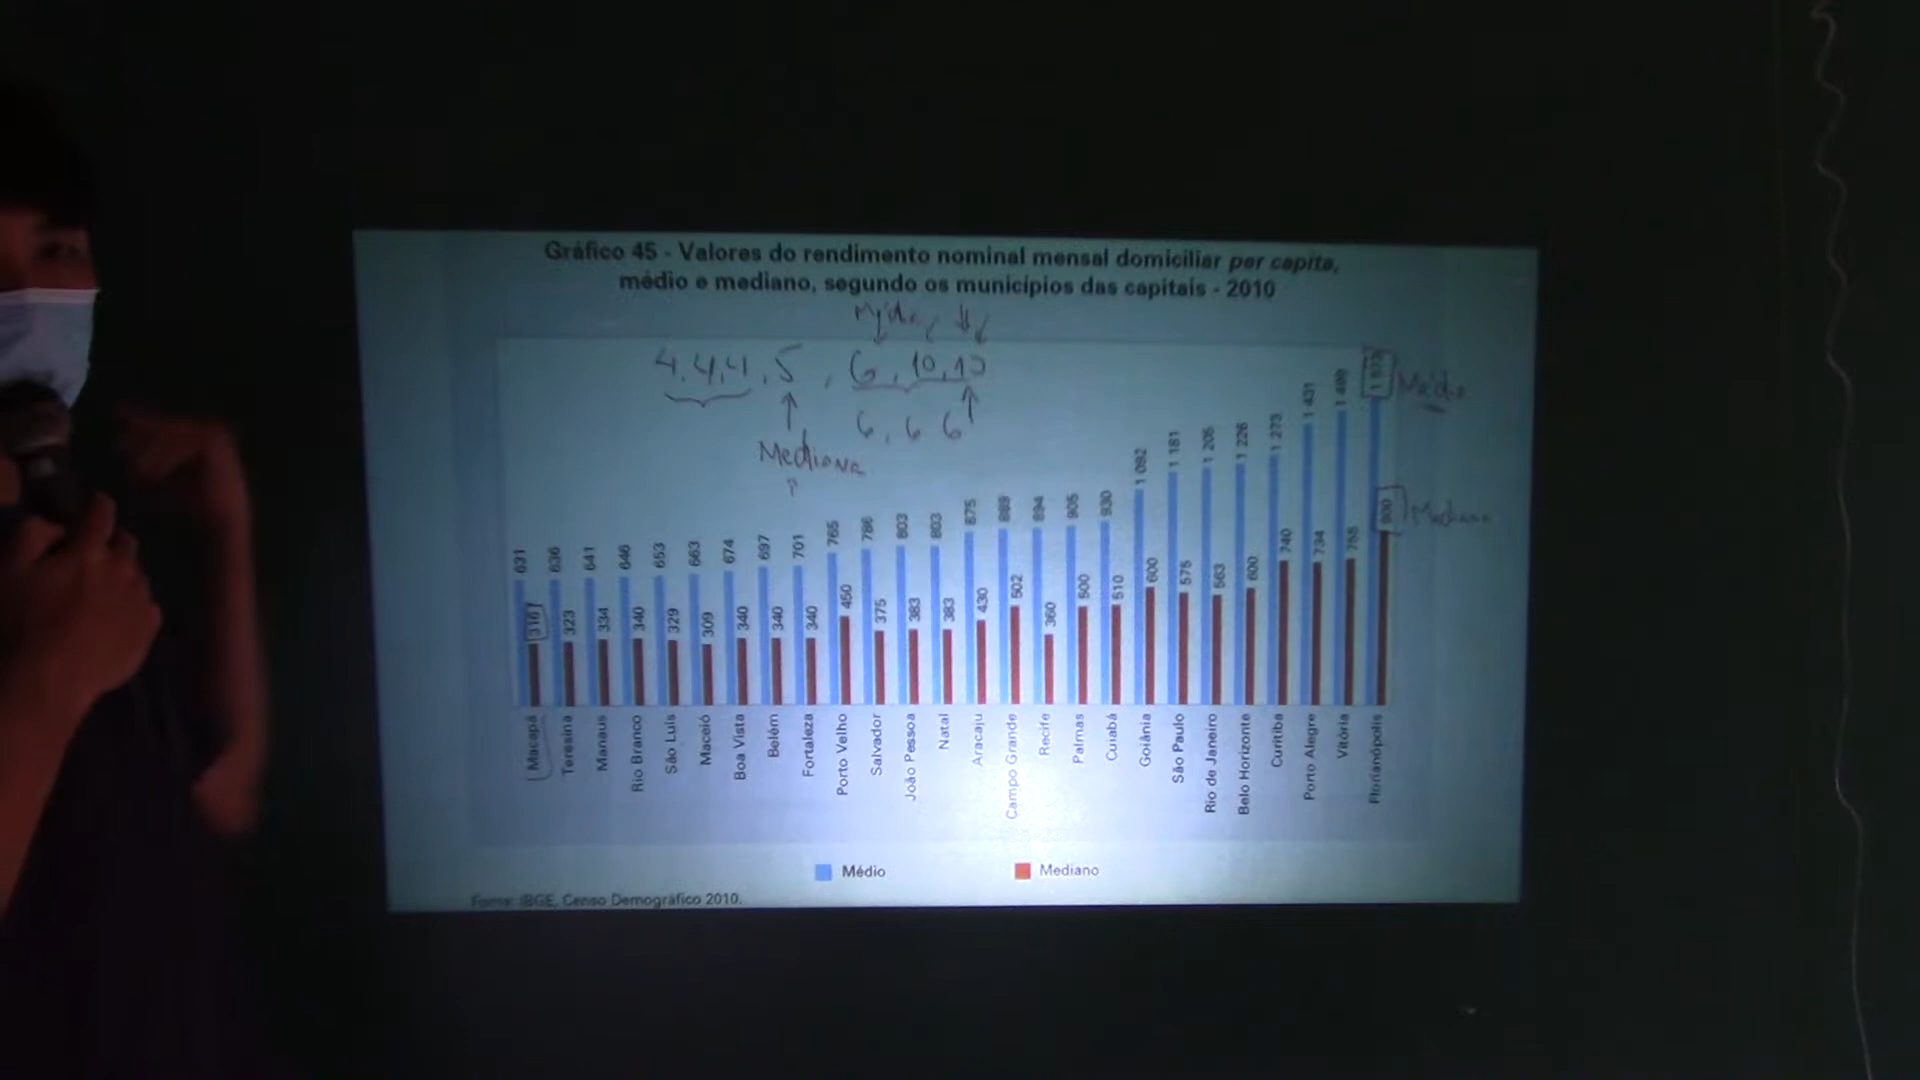 Gráfico 45 - Valores do rendimento nominal mensal domiciliar per capita,
médio e mediano, segundo os municípios das capitais - 2010
Média
4, 4, 4, 5, 6, 10,
6, 6 6
Mediana
631
316
636
323
641
334
646
340
653
329
663
309
674
340
697
340
701
340
765
450
786
375
803
383
803
383
875
430
889
502
894
360
905
500
930
510
1 092
600
1 181
575
1 205
563
1 226
600
1 273
740
1 431
734
1 499
755
1 573
Médio
900
Mediana
Macapá
Teresina
Manaus
Rio Branco
São Luís
Maceió
Boa Vista
Belém
Fortaleza
Porto Velho
Salvador
João Pessoa
Natal
Aracaju
Campo Grande
Recife
Palmas
Cuiabá
Goiânia
São Paulo
Rio de Janeiro
Belo Horizonte
Curitiba
Porto Alegre
Vitória
Florianópolis
Médio
Mediano
Fonte: IBGE, Censo Demográfico 2010.